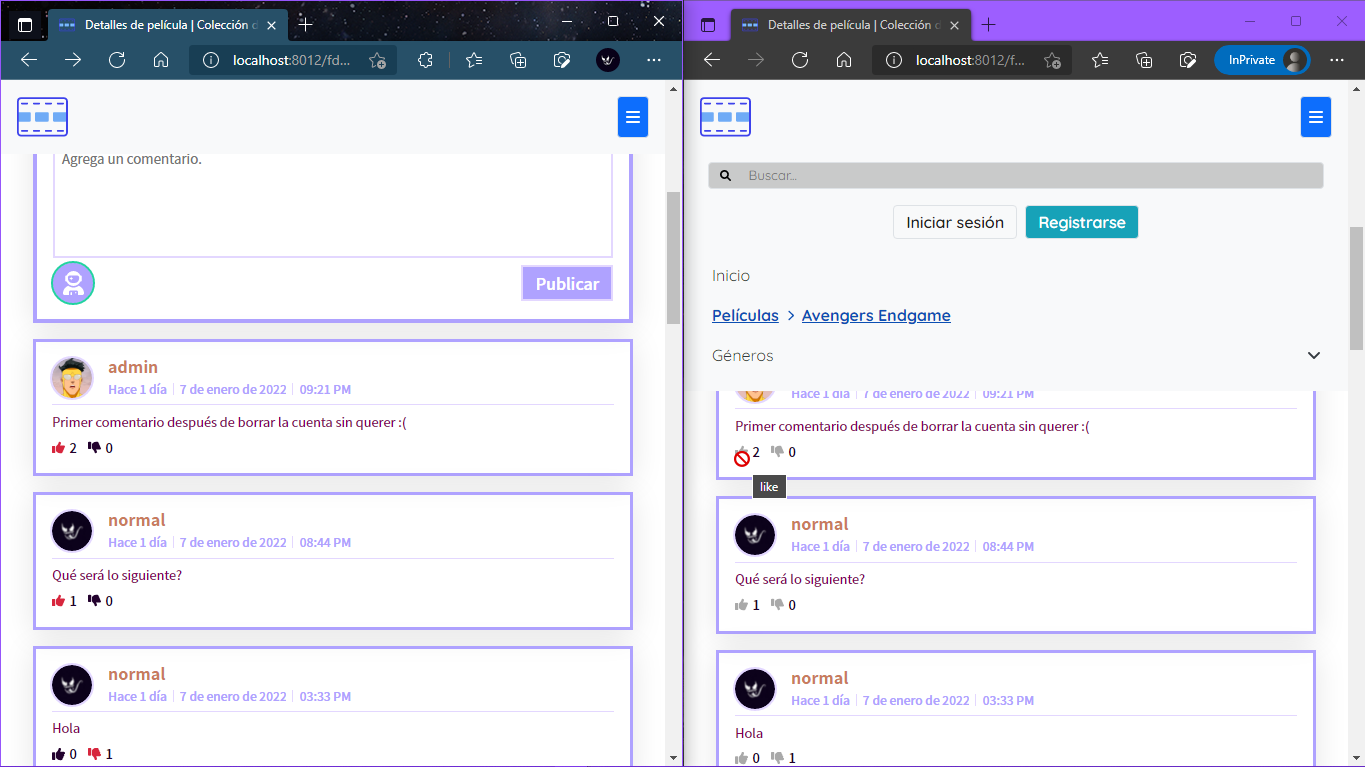 Detalles de película | Colección d
localhost:8012/fd...
Agrega un comentario.
Publicar
admin
Hace 1 día | 7 de enero de 2022 | 09:21 PM
Primer comentario después de borrar la cuenta sin querer :(
2 0
normal
Hace 1 día | 7 de enero de 2022 | 08:44 PM
Qué será lo siguiente?
1 0
normal
Hace 1 día | 7 de enero de 2022 | 03:33 PM
Hola
0 1
Detalles de película | Colección d
localhost:8012/f...
InPrivate
Buscar...
Iniciar sesión Registrarse
Inicio
Películas > Avengers Endgame
Géneros
Hace 1 día | 7 de enero de 2022 | 09:21 PM
Primer comentario después de borrar la cuenta sin querer :(
2 0
like
normal
Hace 1 día | 7 de enero de 2022 | 08:44 PM
Qué será lo siguiente?
1 0
normal
Hace 1 día | 7 de enero de 2022 | 03:33 PM
Hola
0 1